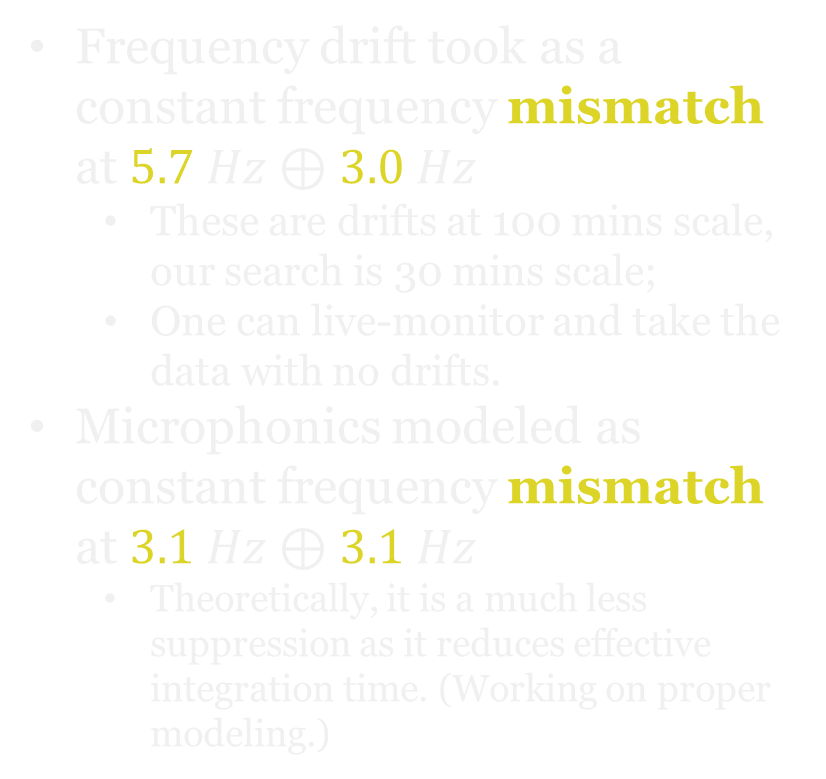 • Frequency drift took as a
constant frequency mismatch
at 5.7 Hz ⊕ 3.0 Hz
• These are drifts at 100 mins scale,
our search is 30 mins scale;
• One can live-monitor and take the
data with no drifts.
• Microphonics modeled as
constant frequency mismatch
at 3.1 Hz ⊕ 3.1 Hz
• Theoretically, it is a much less
suppression as it reduces effective
integration time. (Working on proper
modeling.)